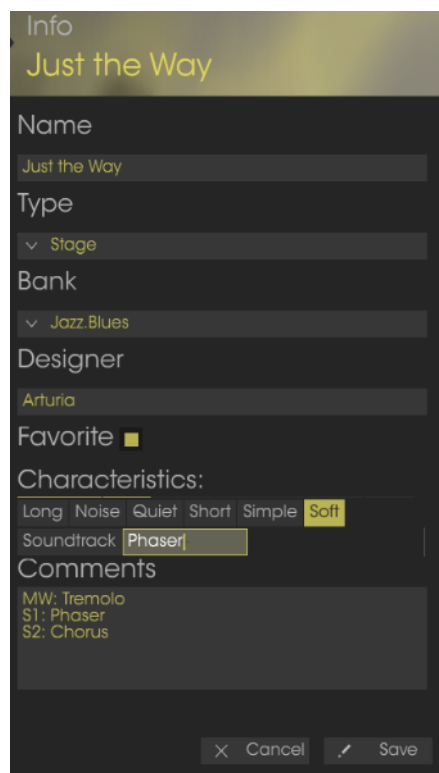 Info
Just the Way
Name
Just the Way
Type
Stage
Bank
Jazz.Blues
Designer
Arturia
Favorite
Characteristics:
Long Noise Quiet Short Simple Soft
Soundtrack Phaser
Comments
MW: Tremolo
S1: Phaser
S2: Chorus
Cancel Save